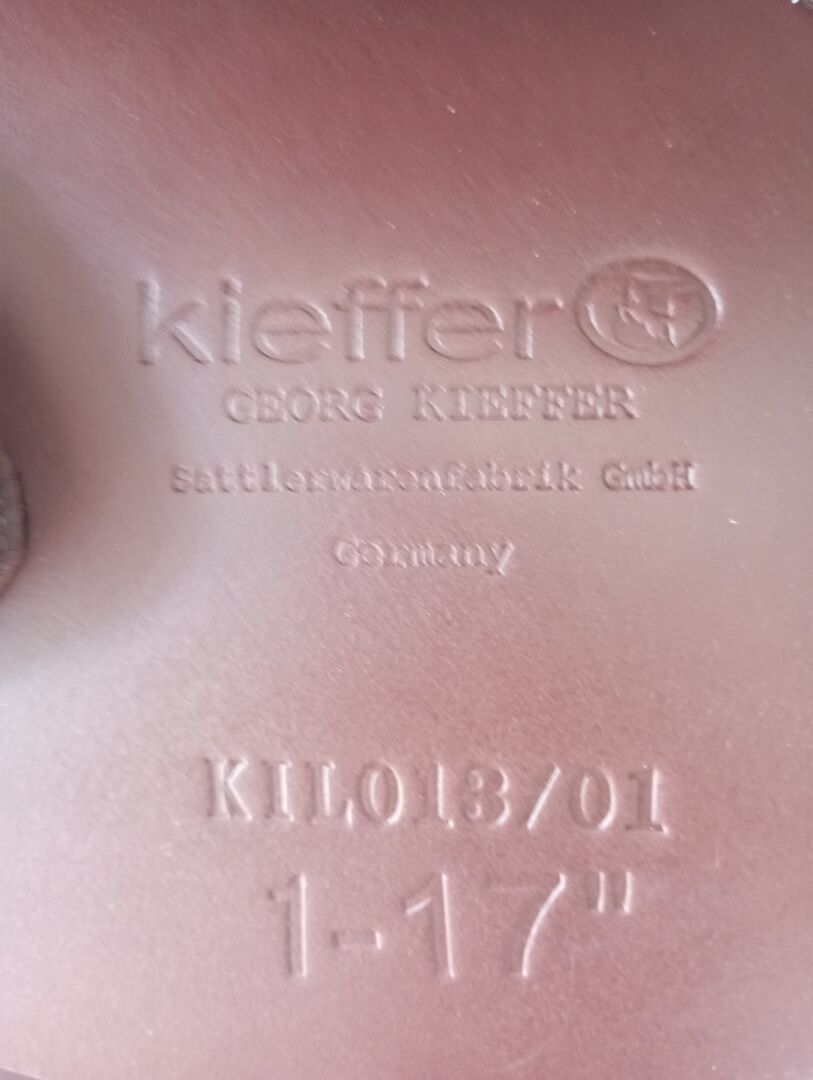 kieffer
GEORG KIEFFER
Sattlerwarenfabrik GmbH
Germany
KIL013/01
1-17"